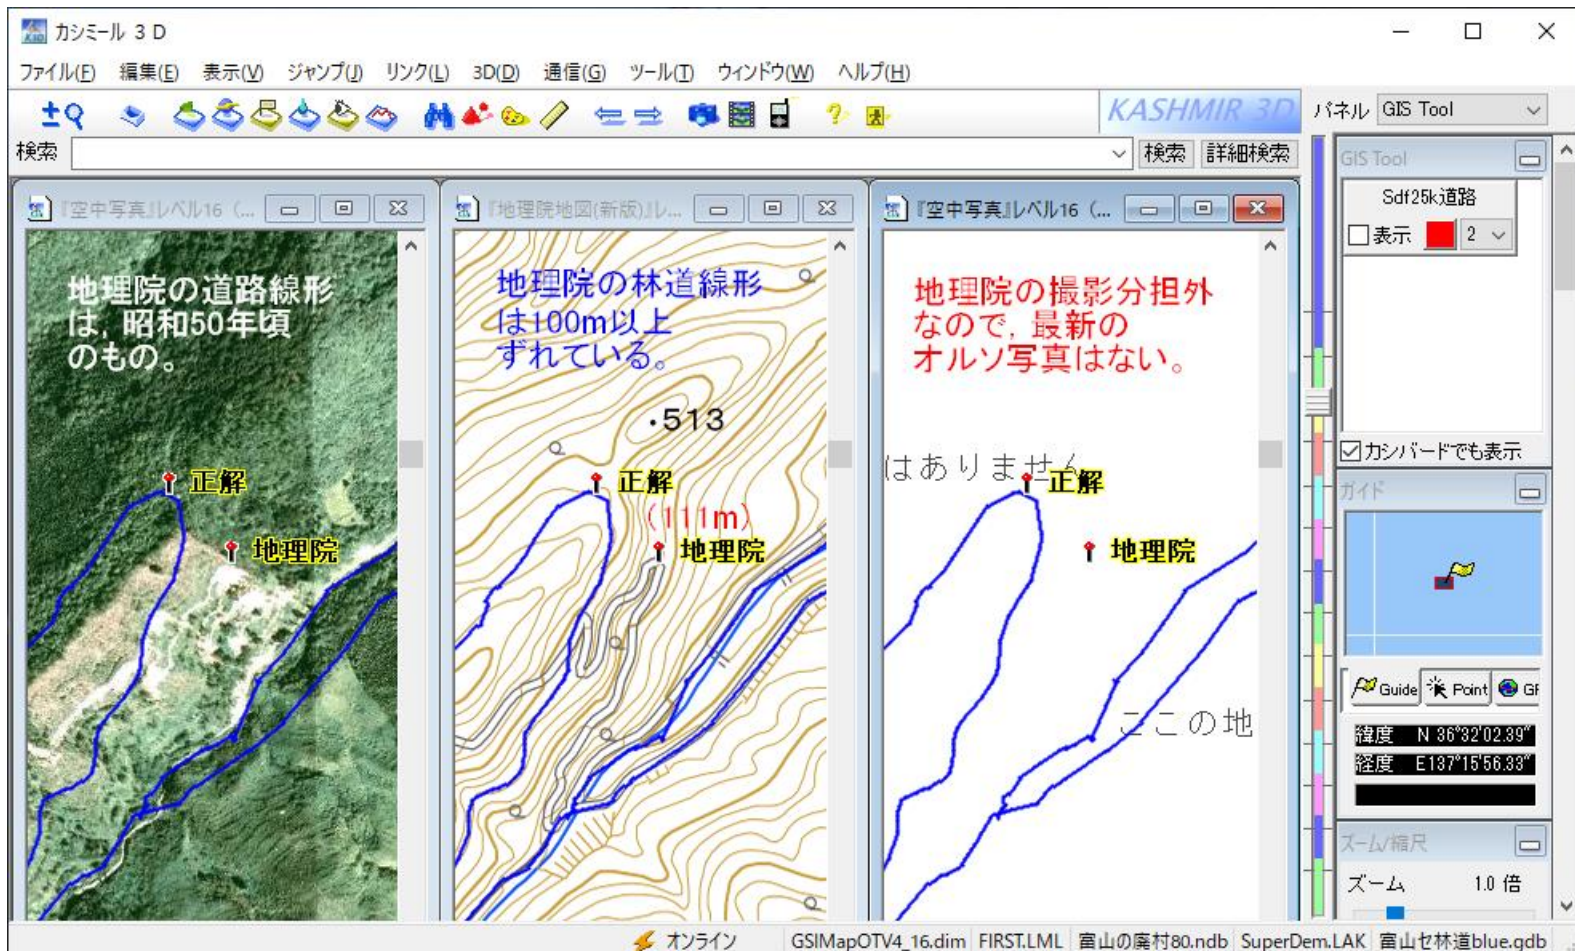 カシミール 3 D
ファイル(F) 編集(E) 表示(V) ジャンプ(J) リンク(L) 3D(D) 通信(G) ツール(T) ウィンドウ(W) ヘルプ(H)
KASHMIR 3D
パネル GIS Tool
検索 検索 詳細検索
『空中写真』レベル16（...
地理院の道路線形
は，昭和50年頃
のもの。
正解
地理院
『地理院地図(新版)』レ...
地理院の林道線形
は100m以上
ずれている。
・513
正解
(111m)
地理院
『空中写真』レベル16（...
地理院の撮影分担外
なので，最新の
オルソ写真はない。
はありません
正解
地理院
ここの地
GIS Tool
Sdf25k道路
表示 2
カシバードでも表示
ガイド
Guide Point GF
緯度 N 36°32'02.39"
経度 E137°15'56.33"
ズーム/縮尺
ズーム 1.0 倍
オンライン GSIMapOTV4_16.dim FIRST.LML 富山の廃村80.ndb SuperDem.LAK 富山セ林道blue.gdb